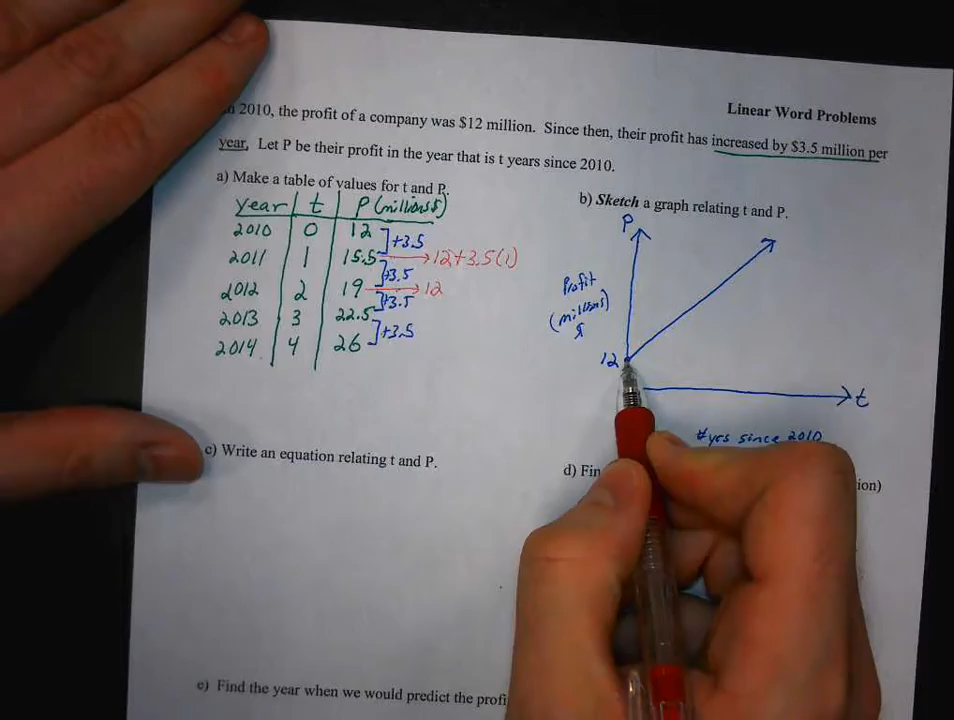 Linear Word Problems
2010, the profit of a company was $12 million. Since then, their profit has increased by $3.5 million per
year. Let P be their profit in the year that is t years since 2010.
a) Make a table of values for t and P.
year t P (millions $)
2010 0 12
+3.5
2011 1 15.5 → 12+3.5(1)
+3.5
2012 2 19 → 12
+3.5
2013 3 22.5
+3.5
2014 4 26
b) Sketch a graph relating t and P.
P
Profit
(millions)
$
12
t
#yrs since 2010
c) Write an equation relating t and P.
d) Fin
ion)
e) Find the year when we would predict the profi